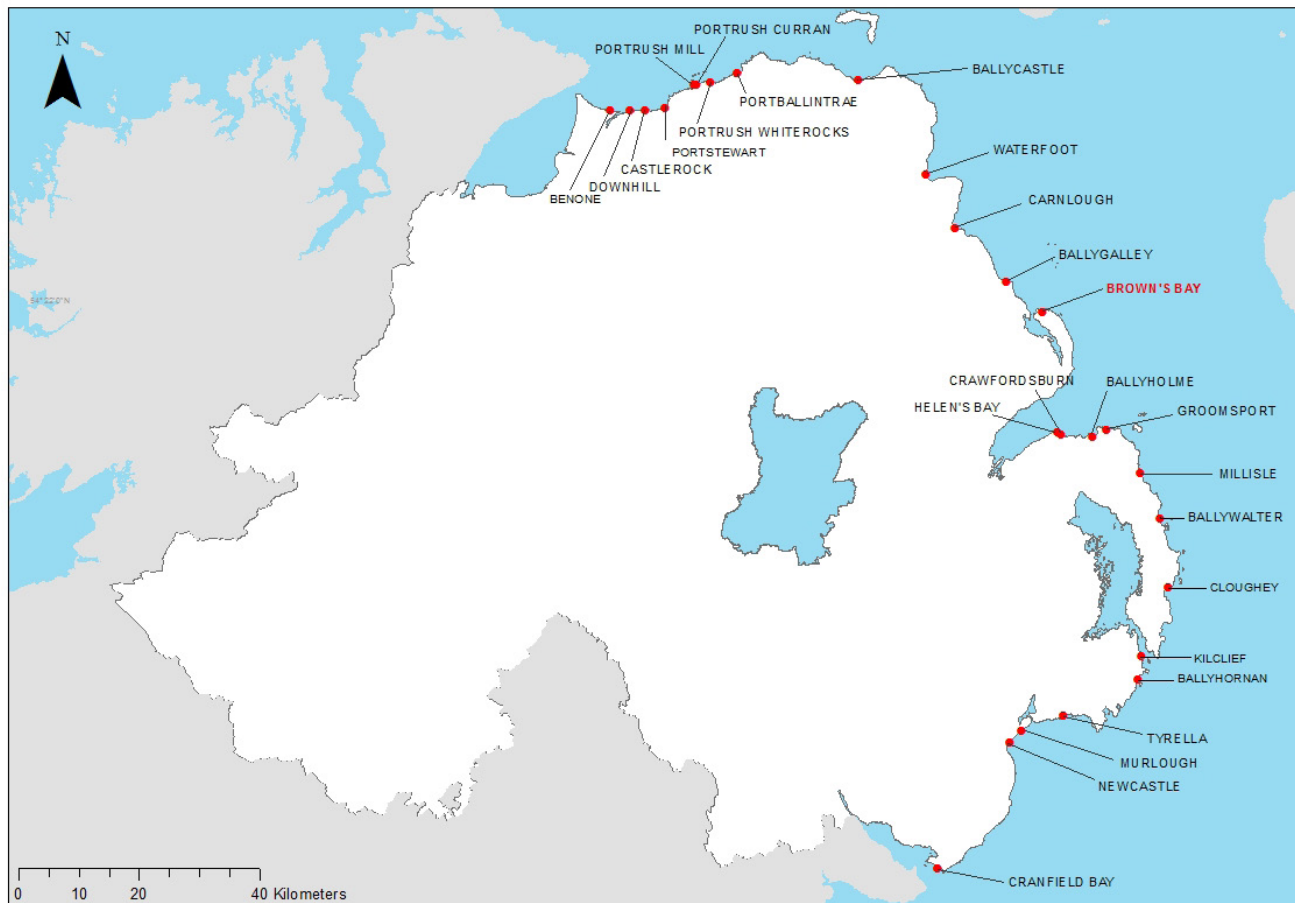 N
PORTRUSH CURRAN
PORTRUSH MILL
BALLYCASTLE
PORTBALLINTRAE
PORTRUSH WHITEROCKS
PORTSTEWART
CASTLEROCK
DOWNHILL
BENONE
WATERFOOT
CARNLOUGH
BALLYGALLEY
BROWN'S BAY
CRAWFORDSBURN
BALLYHOLME
HELEN'S BAY
GROOMSPORT
MILLISLE
BALLYWALTER
CLOUGHEY
KILCLIEF
BALLYHORNAN
TYRELLA
MURLOUGH
NEWCASTLE
CRANFIELD BAY
0 10 20 40 Kilometers